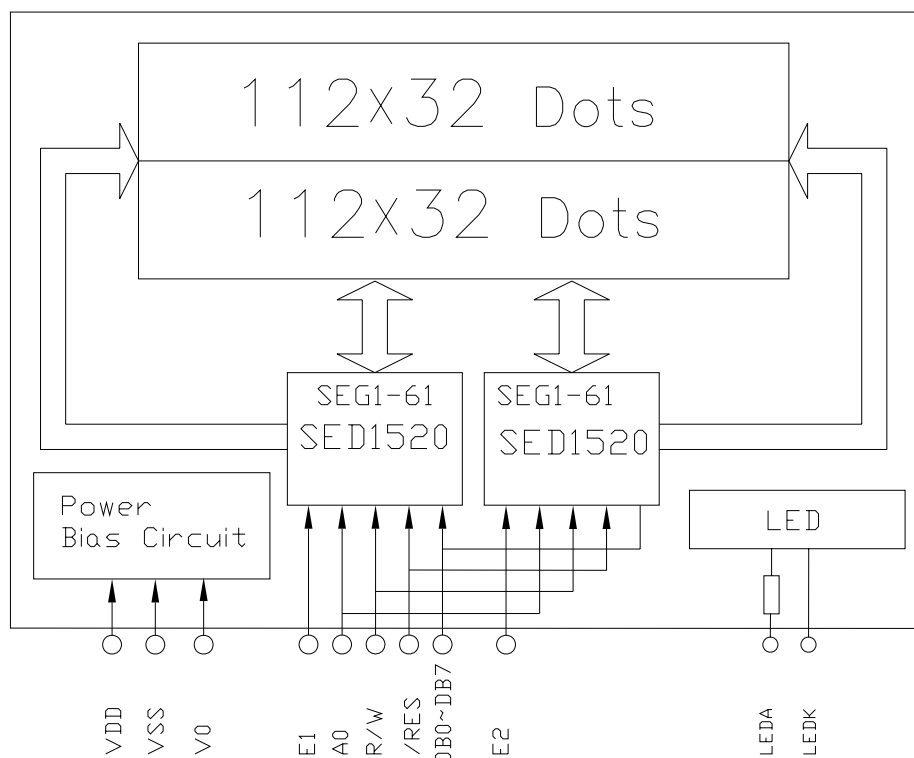 112x32 Dots
112x32 Dots
SEG1-61
SED1520
SEG1-61
SED1520
Power
Bias Circuit
LED
VDD
VSS
V0
E1
A0
R/W
/RES
DB0~DB7
E2
LEDA
LEDK